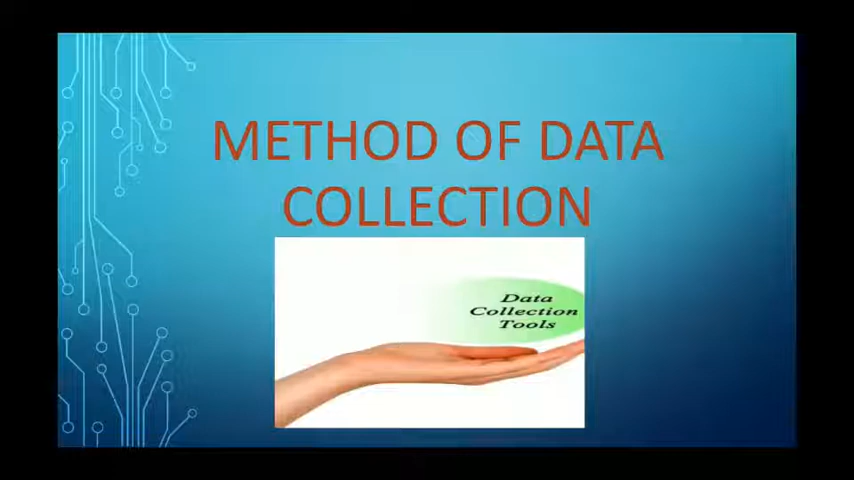 METHOD OF DATA
COLLECTION
Data
Collection
Tools